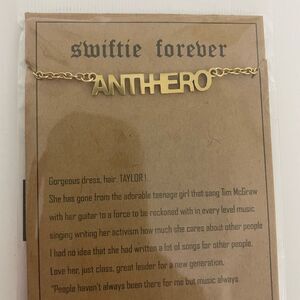 swiftie forever
ANTIHERO
Gorgeous dress, hair, TAYLOR!.
She has gone from the adorable teenage girl that sang Tim McGraw
with her guitar to a force to be reckoned with in every level music
singing writing her activism how much she cares about other people
I had no idea that she had written a lot of songs for other people.
Love her, just class, great leader for a new generation.
"People haven't always been there for me but music always